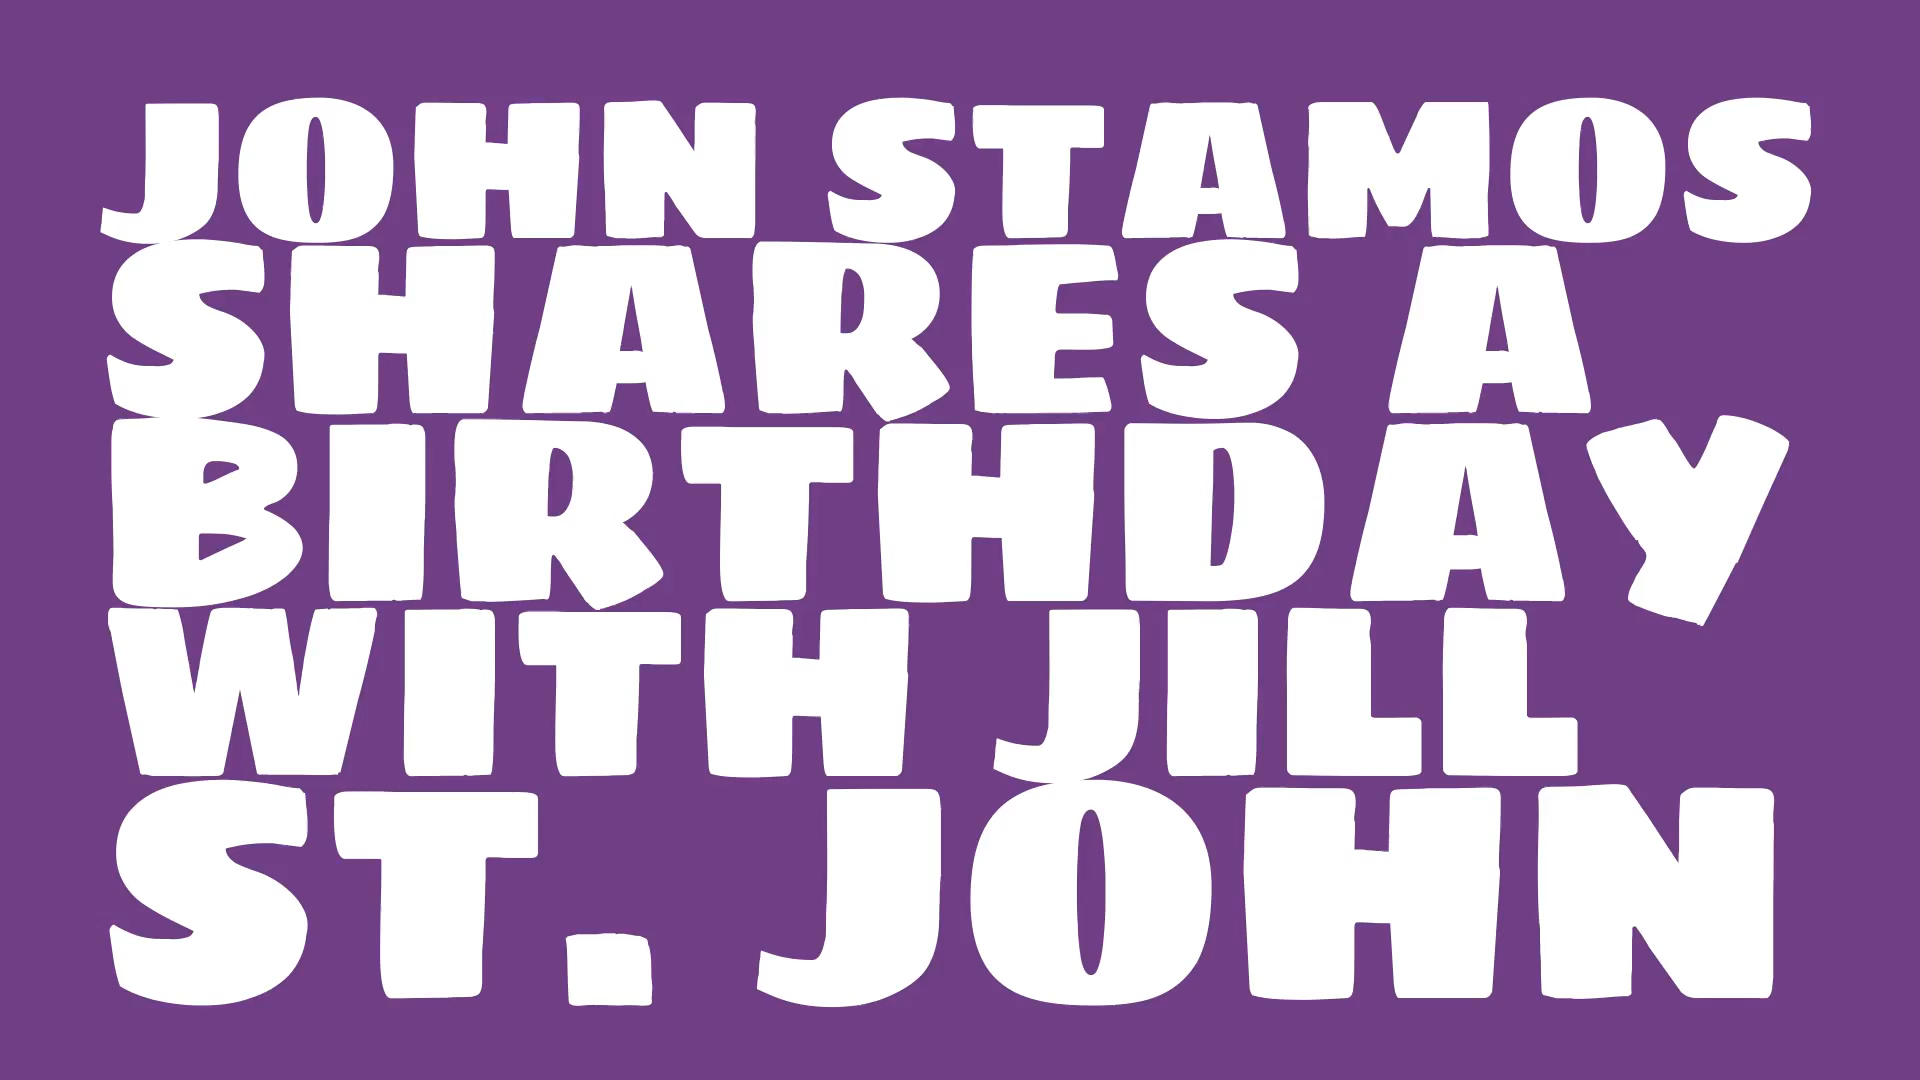 JOHN STAMOS
SHARES A
BIRTHDAY
WITH JILL
ST. JOHN